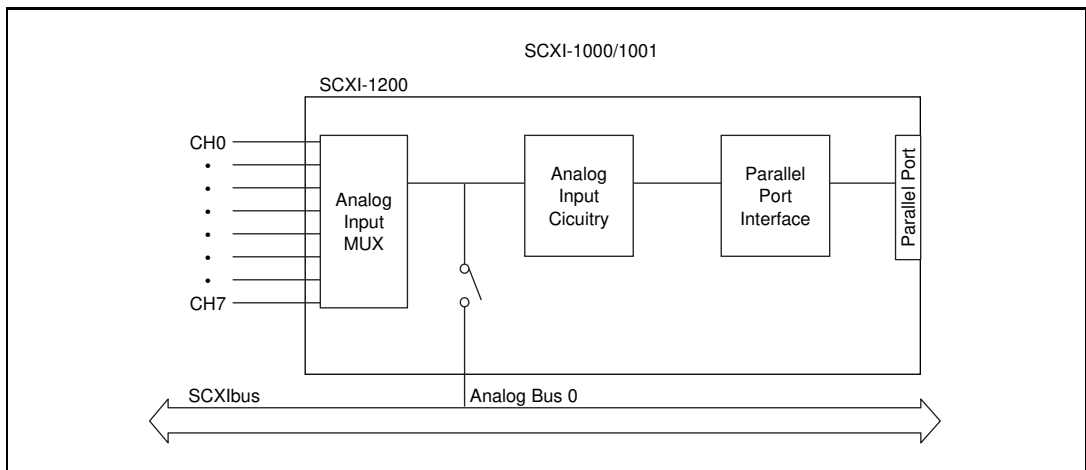 SCXI-1000/1001
SCXI-1200
CH0
•
•
•
•
•
•
CH7
Analog
Input
MUX
Analog
Input
Cicuitry
Parallel
Port
Interface
Parallel Port
SCXIbus
Analog Bus 0